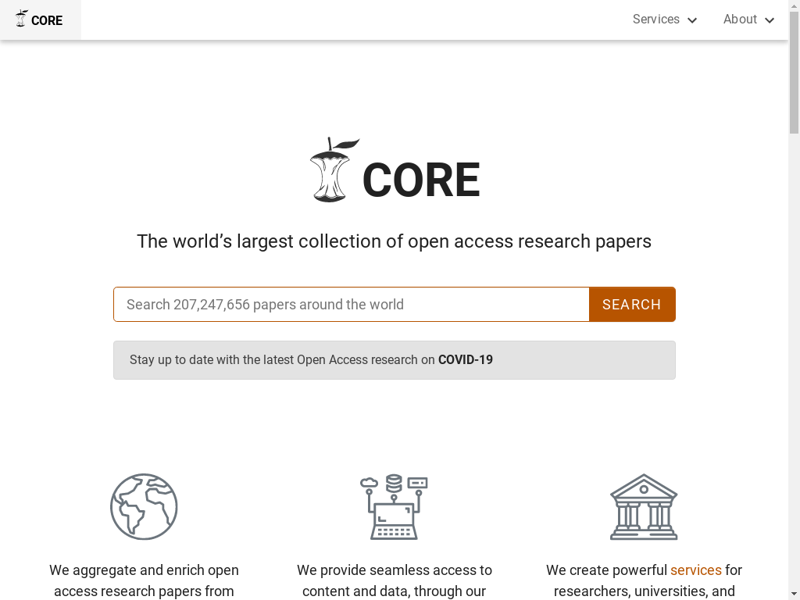 CORE
Services
About
CORE
The world's largest collection of open access research papers
Search 207,247,656 papers around the world
SEARCH
Stay up to date with the latest Open Access research on COVID-19
We aggregate and enrich open
access research papers from
We provide seamless access to
content and data, through our
We create powerful services for
researchers, universities, and